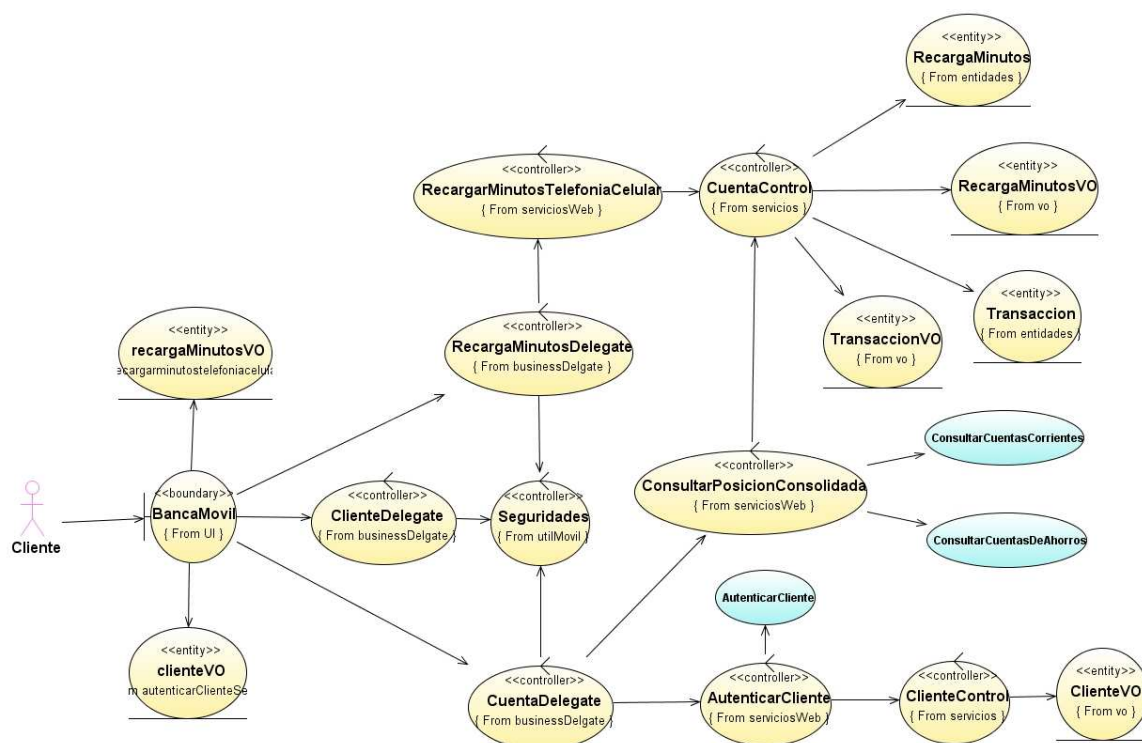 <<entity>>
RecargaMinutos
{ From entidades }
<<controller>>
RecargarMinutosTelefoniaCelular
{ From serviciosWeb }
<<controller>>
CuentaControl
{ From servicios }
<<entity>>
RecargaMinutosVO
{ From vo }
<<entity>>
Transaccion
{ From entidades }
<<entity>>
TransaccionVO
{ From vo }
<<entity>>
recargaMinutosVO
ecargarminutostelefoniacelula
<<controller>>
RecargaMinutosDelegate
{ From businessDelgate }
ConsultarCuentasCorrientes
<<controller>>
ConsultarPosicionConsolidada
{ From serviciosWeb }
ConsultarCuentasDeAhorros
Cliente
<<boundary>>
BancaMovil
{ From UI }
<<controller>>
ClienteDelegate
{ From businessDelgate }
<<controller>>
Seguridades
{ From utilMovil }
AutenticarCliente
<<entity>>
clienteVO
m autenticarClienteSe
<<controller>>
CuentaDelegate
{ From businessDelgate }
<<controller>>
AutenticarCliente
{ From serviciosWeb }
<<controller>>
ClienteControl
{ From servicios }
<<entity>>
ClienteVO
{ From vo }